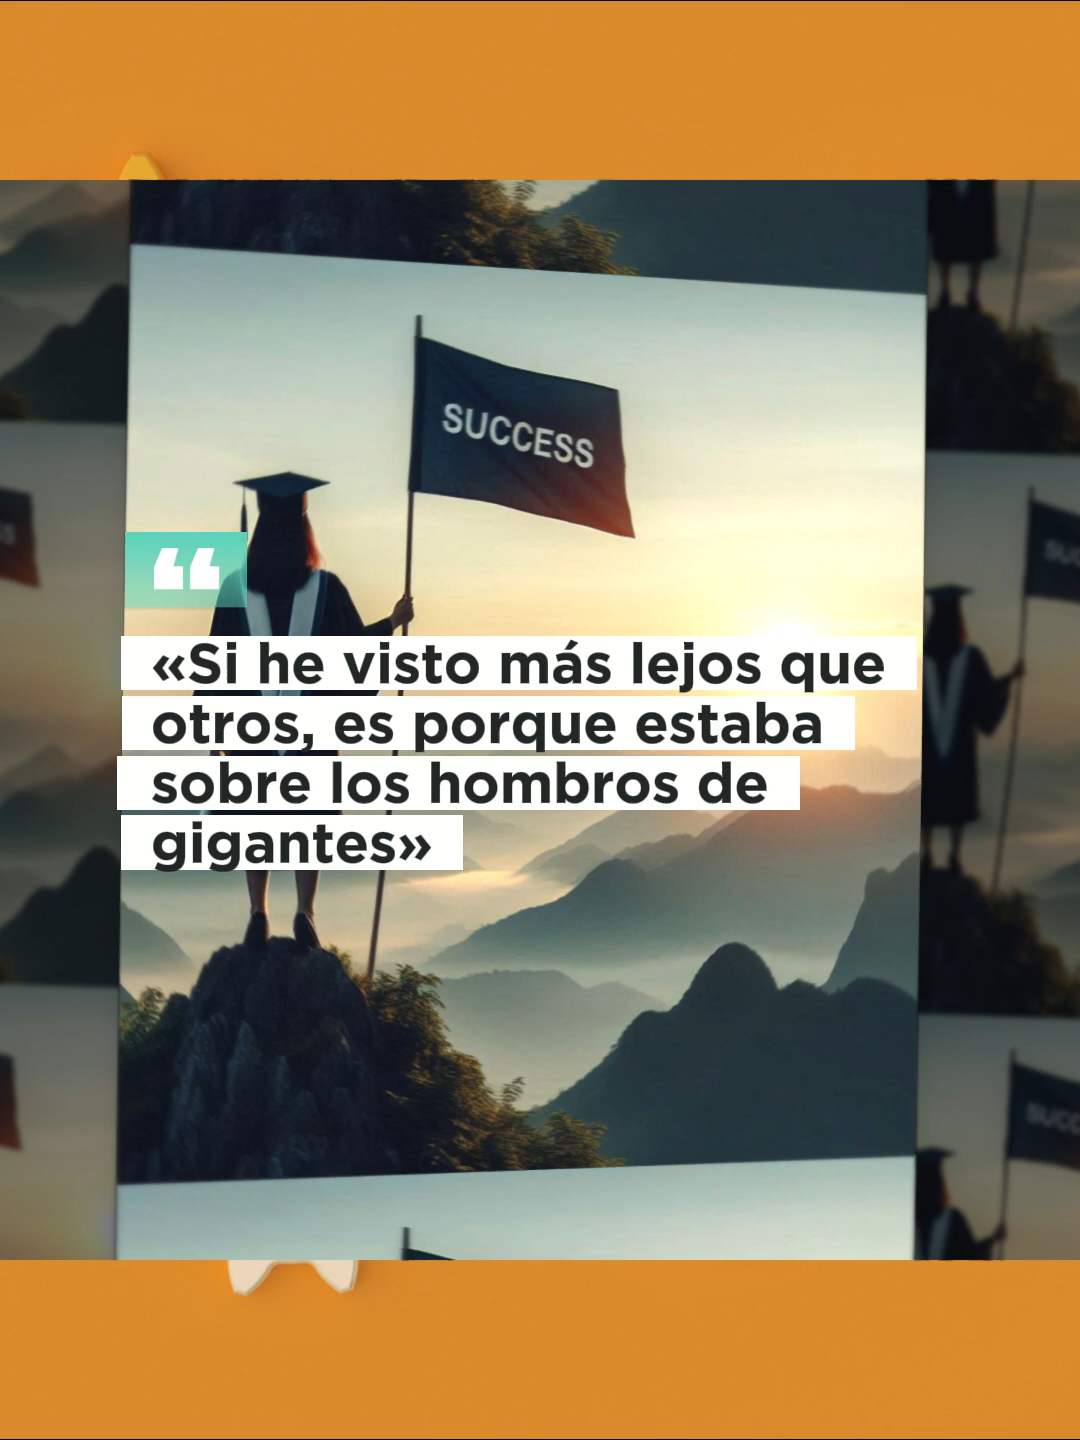 SUCCESS
«Si he visto más lejos que
otros, es porque estaba
sobre los hombros de
gigantes»